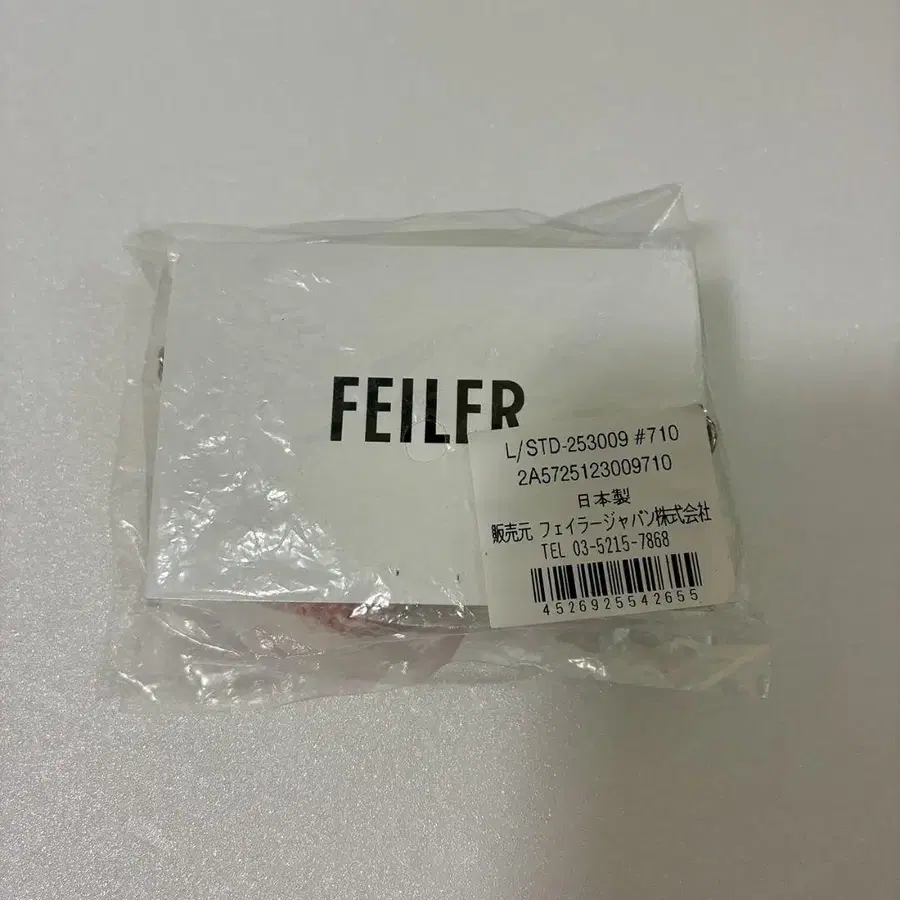 FEILER
L/STD-253009 #710
2A5725123009710
日本製
販売元 フェイラージャパン株式会社
TEL 03-5215-7868
4526925542655